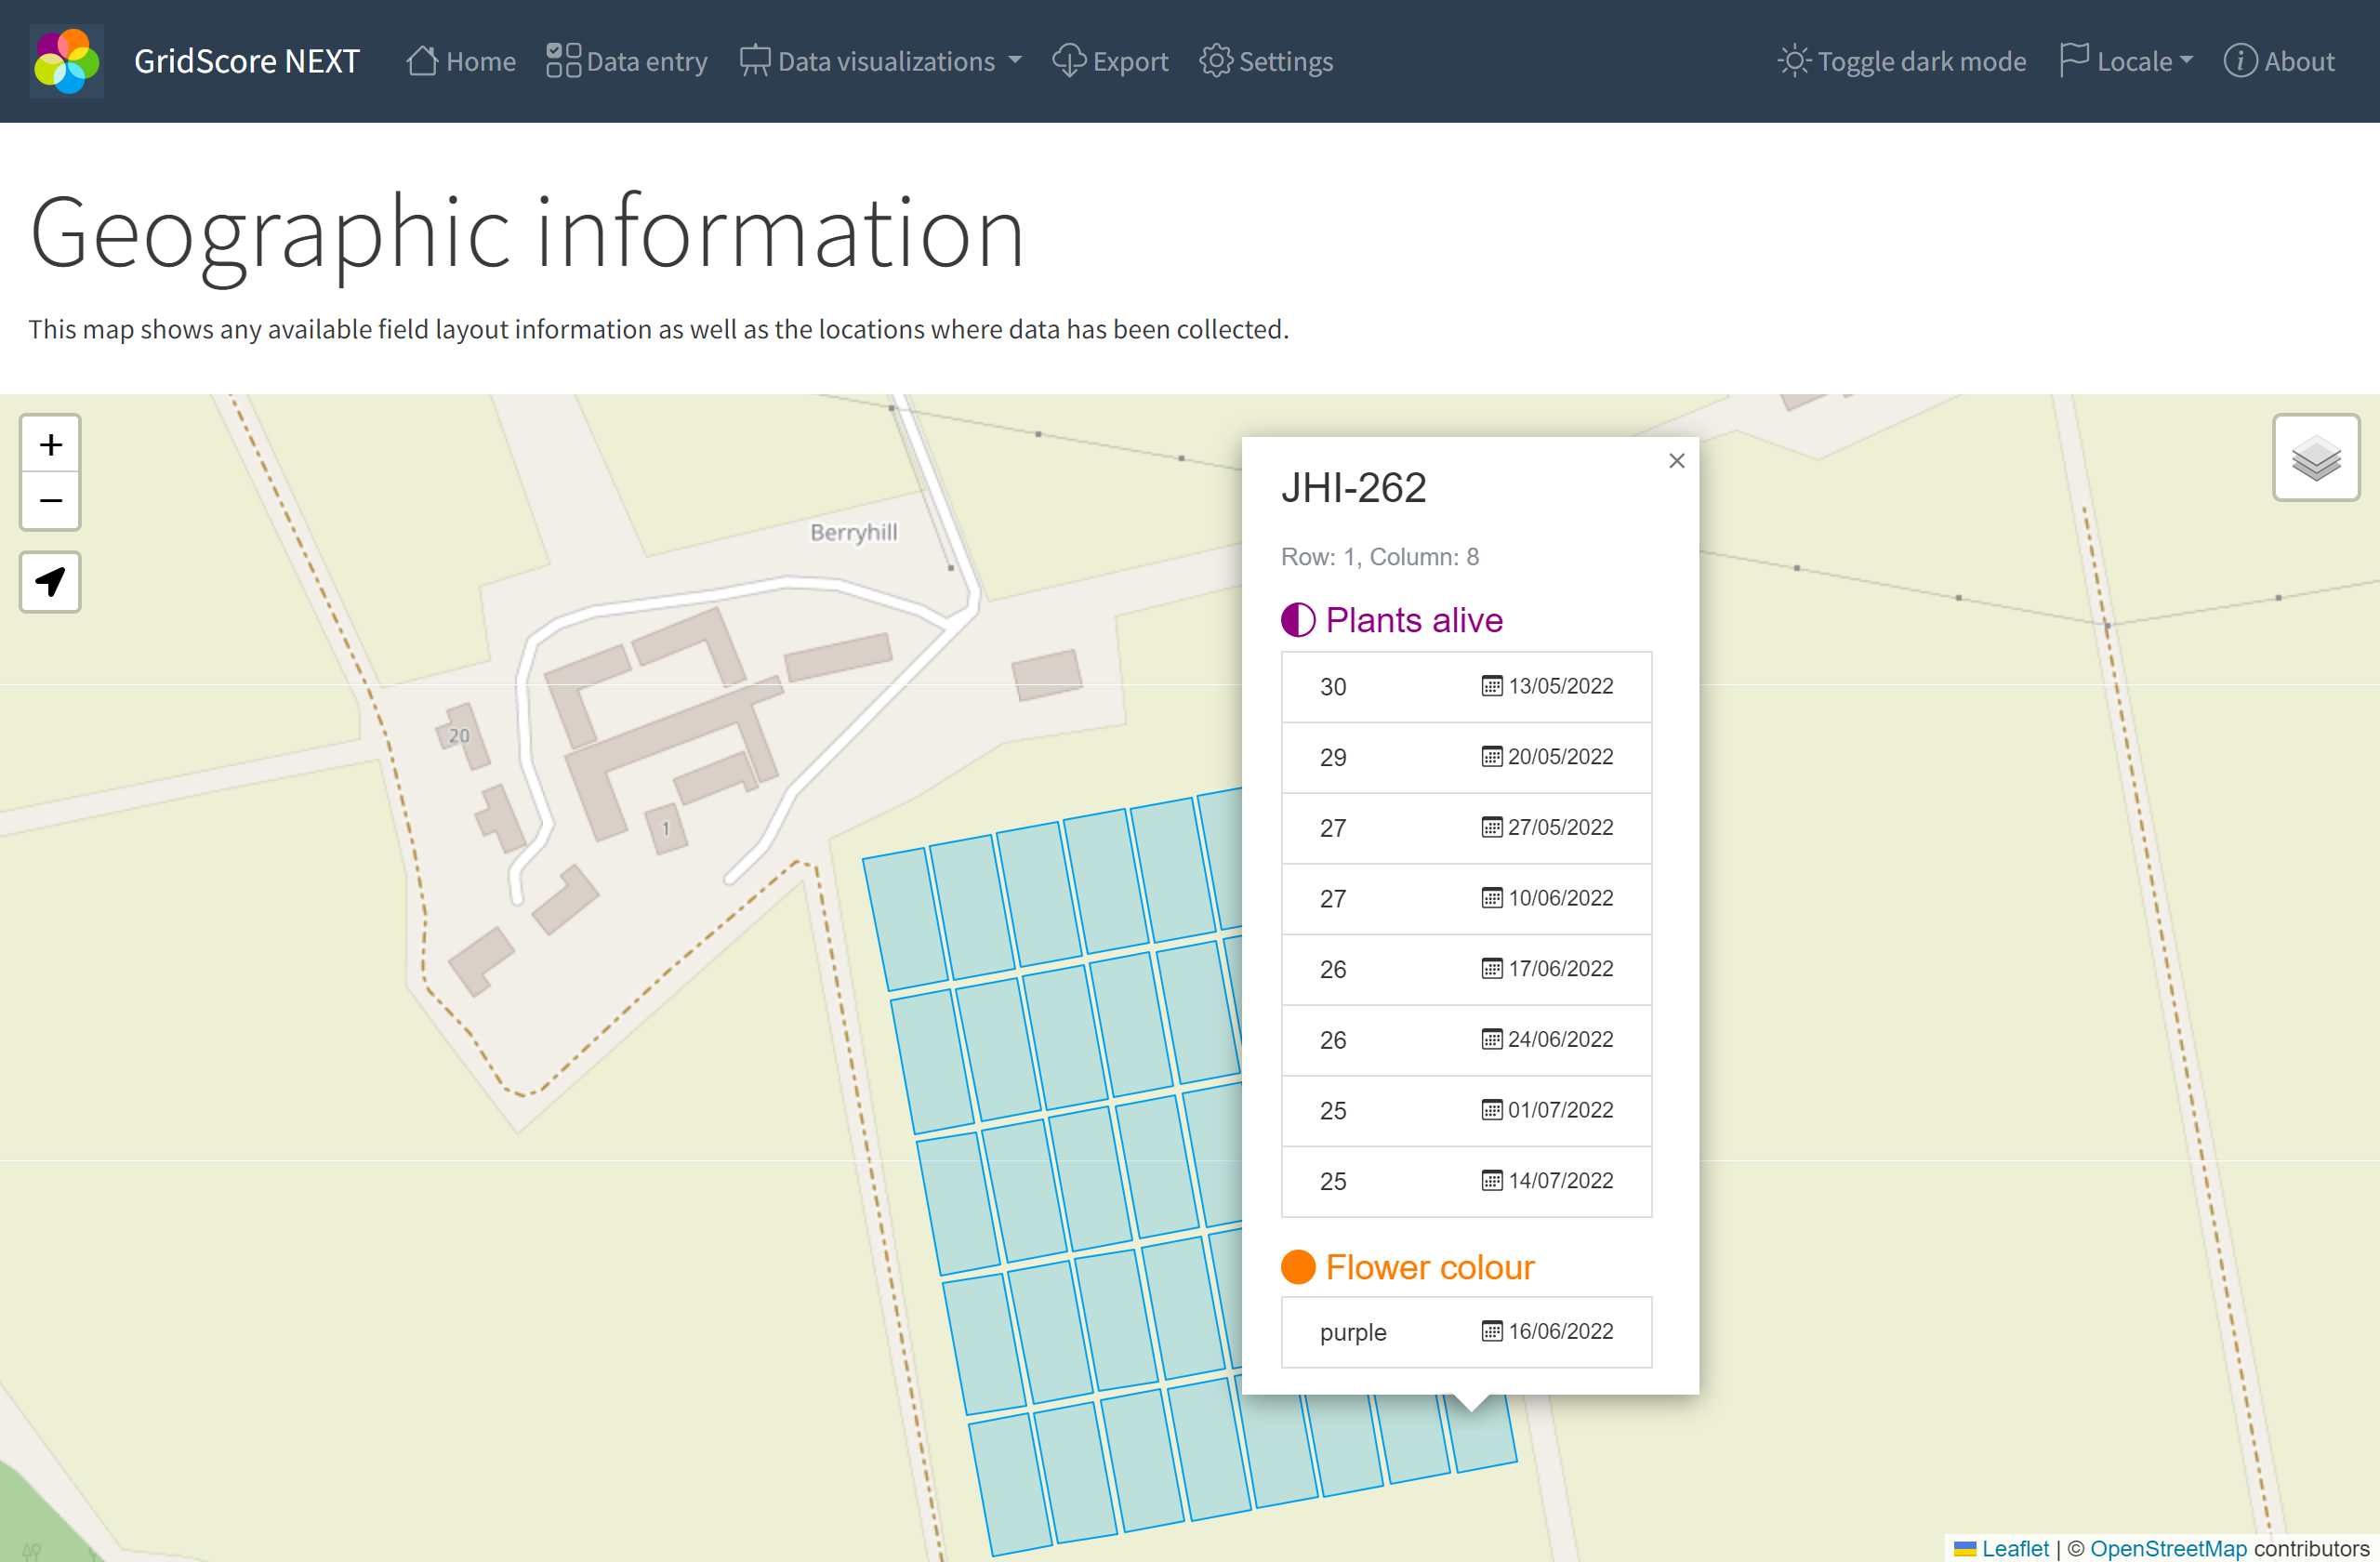 GridScore NEXT Home Data entry Data visualizations Export Settings Toggle dark mode Locale About
Geographic information
This map shows any available field layout information as well as the locations where data has been collected.
+
−
Berryhill
20
1
×
JHI-262
Row: 1, Column: 8
Plants alive
30 13/05/2022
29 20/05/2022
27 27/05/2022
27 10/06/2022
26 17/06/2022
26 24/06/2022
25 01/07/2022
25 14/07/2022
Flower colour
purple 16/06/2022
Leaflet | © OpenStreetMap contributors